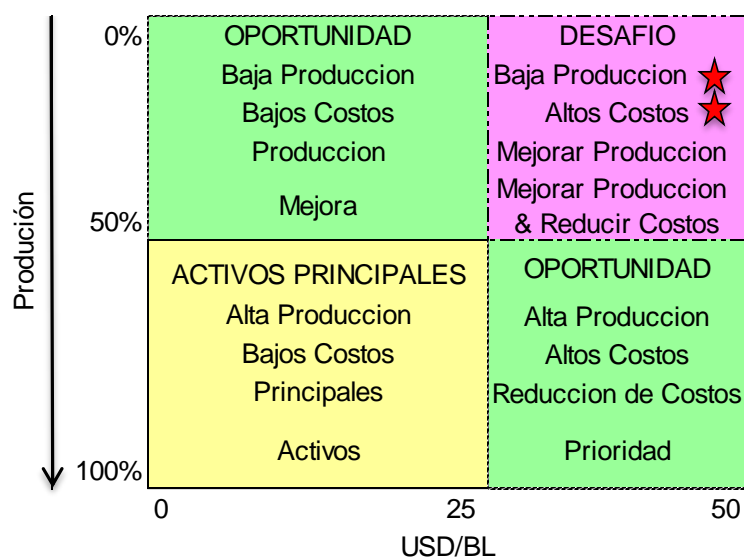 0%
OPORTUNIDAD
Baja Produccion
Bajos Costos
Produccion
Mejora
DESAFIO
Baja Produccion
Altos Costos
Mejorar Produccion
Mejorar Produccion
& Reducir Costos
50%
Produción
ACTIVOS PRINCIPALES
Alta Produccion
Bajos Costos
Principales
Activos
OPORTUNIDAD
Alta Produccion
Altos Costos
Reduccion de Costos
Prioridad
100%
0
25
50
USD/BL